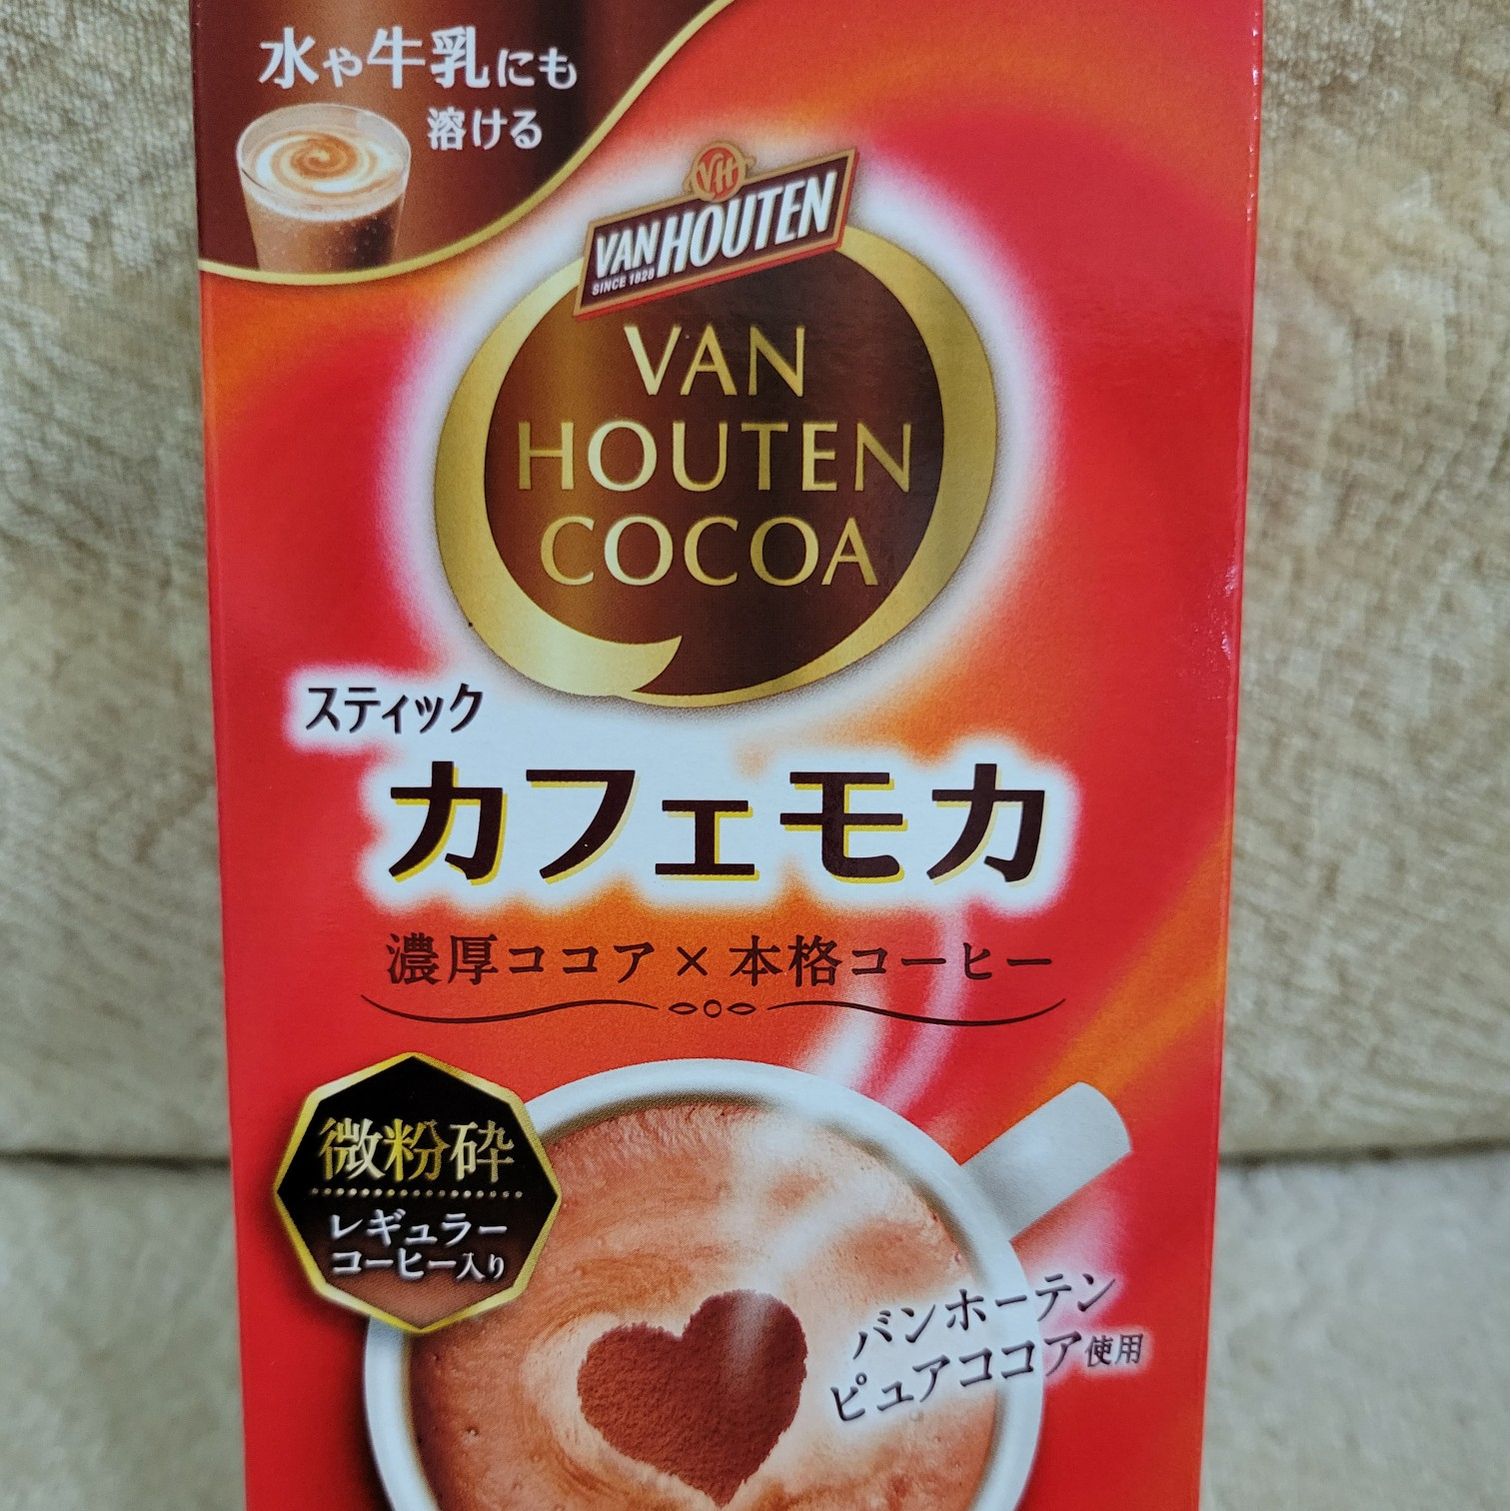 水や牛乳にも
溶ける
VH
VAN HOUTEN
SINCE 1828
VAN
HOUTEN
COCOA
スティック
カフェモカ
濃厚ココア×本格コーヒー
微粉砕
レギュラー
コーヒー入り
バンホーテン
ピュアココア使用